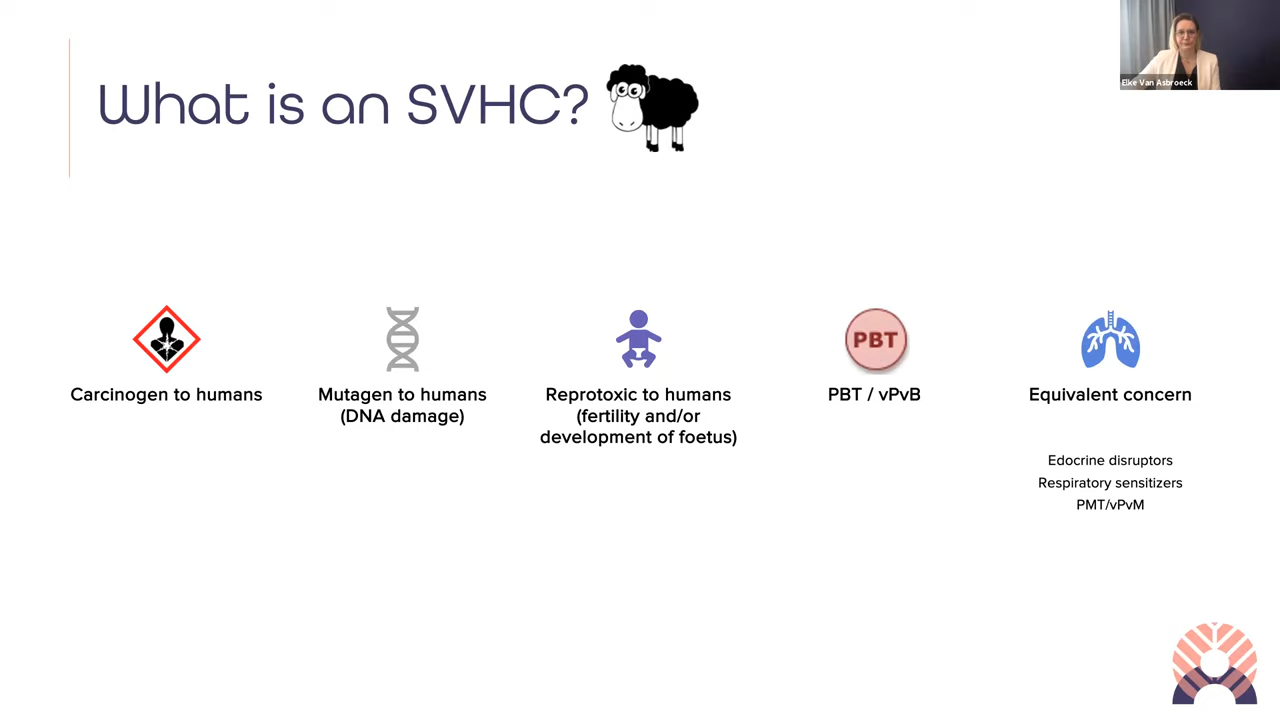 What is an SVHC?
Elke Van Asbroeck
Carcinogen to humans
Mutagen to humans
(DNA damage)
Reprotoxic to humans
(fertility and/or
development of foetus)
PBT
PBT / vPvB
Equivalent concern
Edocrine disruptors
Respiratory sensitizers
PMT/vPvM